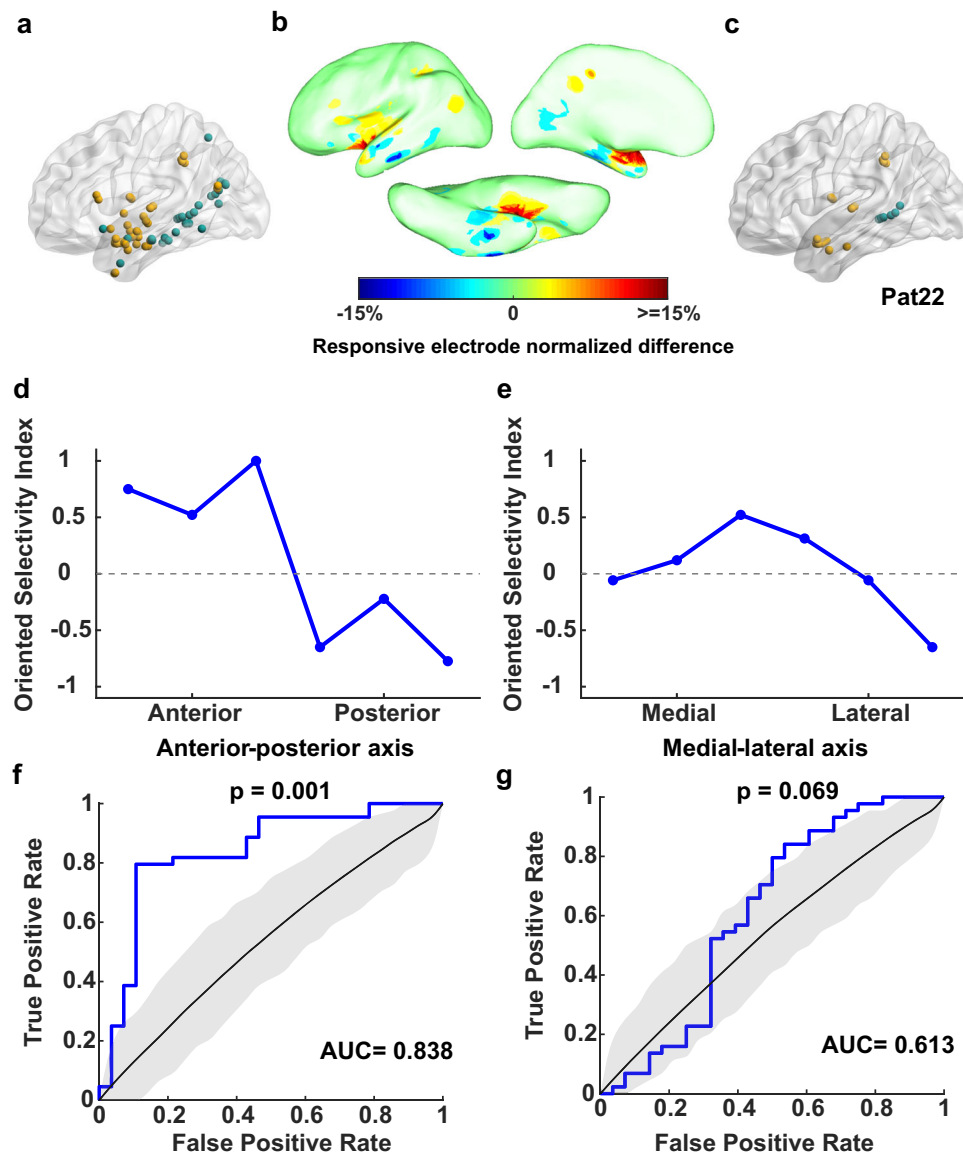 a
b
c
Pat22
-15%
0
>=15%
Responsive electrode normalized difference
d
e
Oriented Selectivity Index
1
0.5
0
-0.5
-1
Anterior
Posterior
Anterior-posterior axis
Oriented Selectivity Index
1
0.5
0
-0.5
-1
Medial
Lateral
Medial-lateral axis
f
g
p = 0.001
True Positive Rate
1
0.8
0.6
0.4
0.2
0
AUC= 0.838
0 0.2 0.4 0.6 0.8 1
False Positive Rate
p = 0.069
True Positive Rate
1
0.8
0.6
0.4
0.2
0
AUC= 0.613
0 0.2 0.4 0.6 0.8 1
False Positive Rate